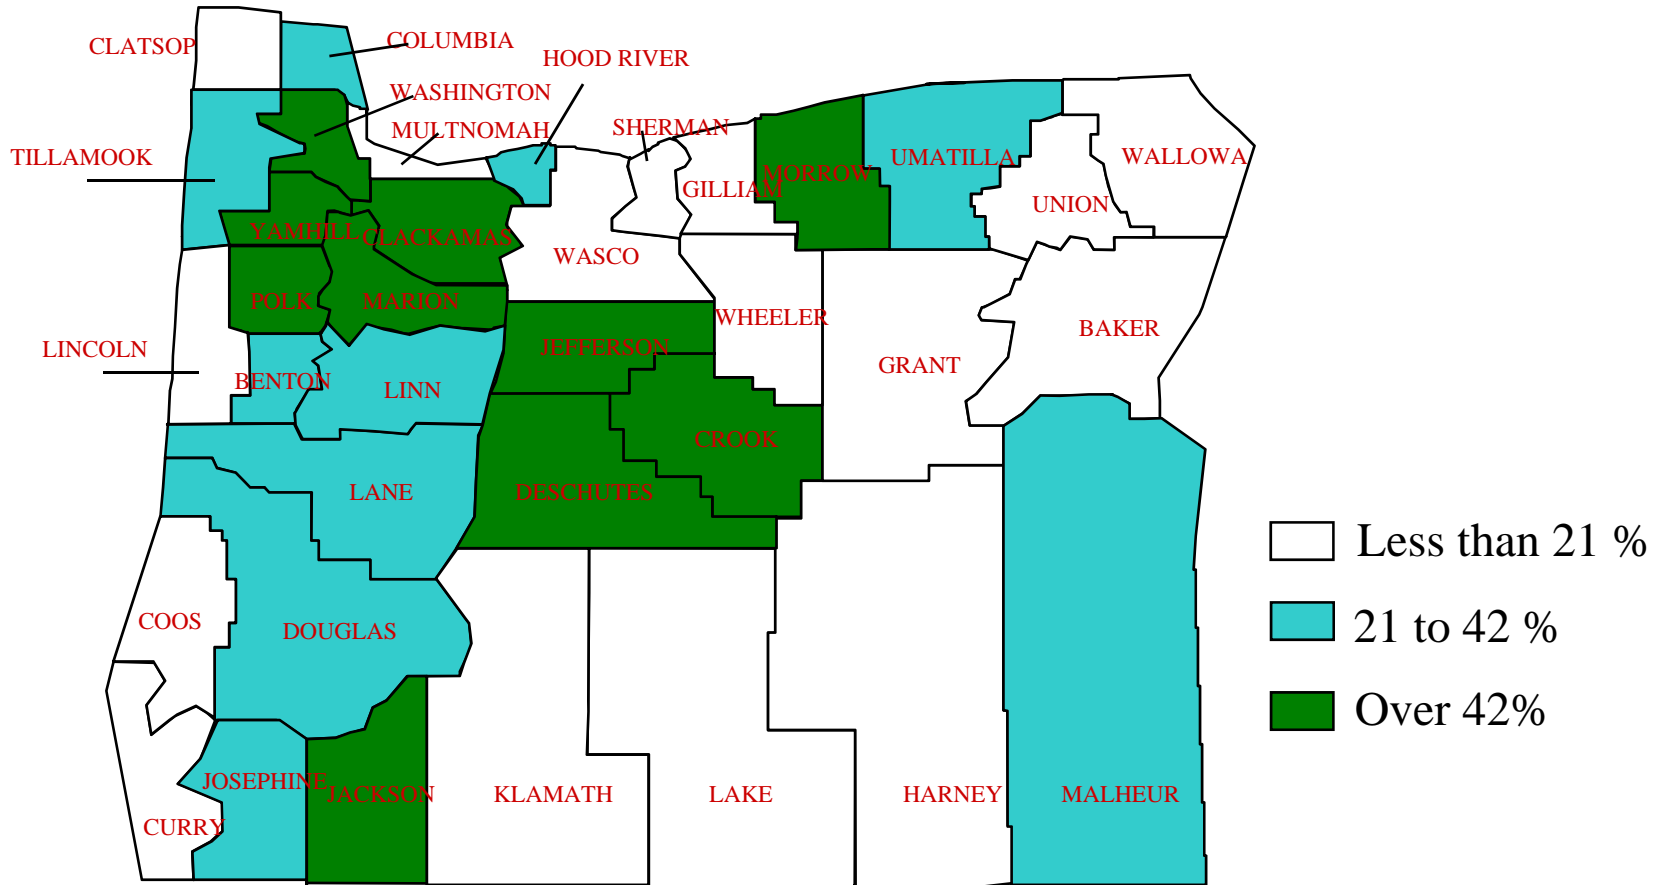 CLATSOP
COLUMBIA
HOOD RIVER
WASHINGTON
MULTNOMAH
SHERMAN
TILLAMOOK
UMATILLA
WALLOWA
MORROW
GILLIAM
UNION
YAMHILL
CLACKAMAS
WASCO
POLK
MARION
WHEELER
BAKER
LINCOLN
JEFFERSON
GRANT
BENTON
LINN
CROOK
LANE
DESCHUTES
Less than 21 %
COOS
DOUGLAS
21 to 42 %
Over 42%
JOSEPHINE
JACKSON
KLAMATH
LAKE
HARNEY
MALHEUR
CURRY